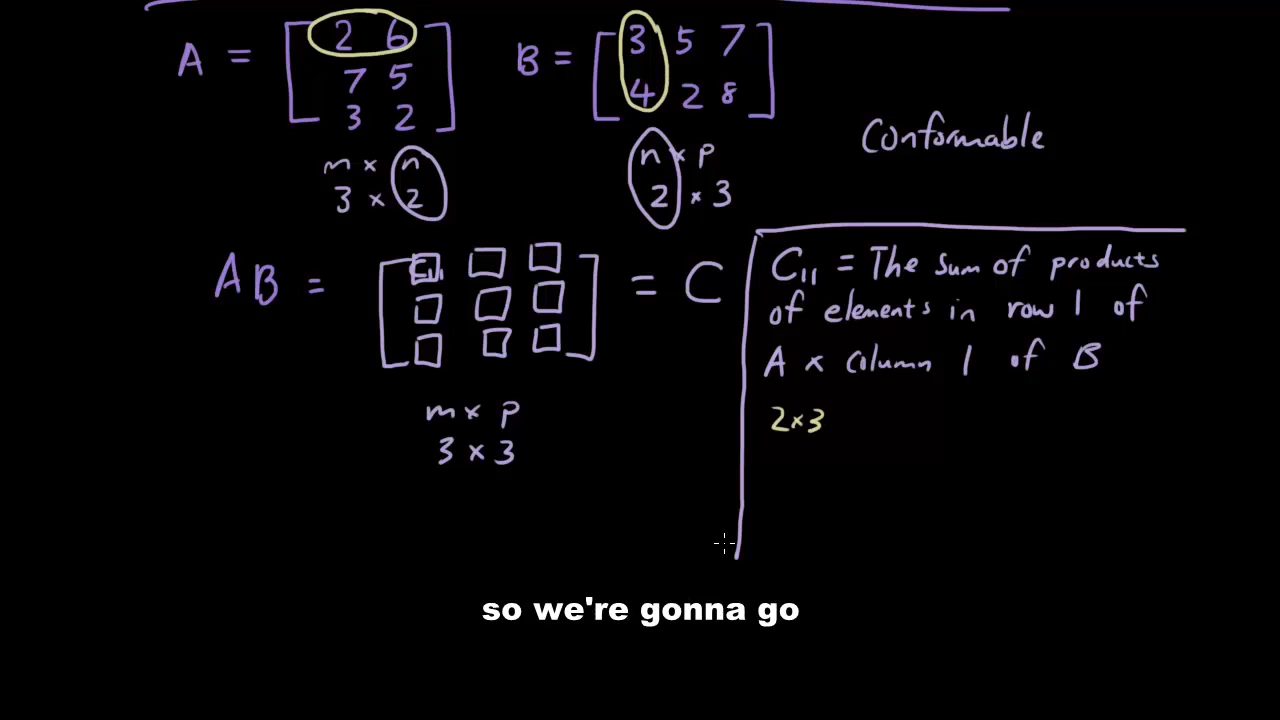 A = [ 2 6 B = [ 3 5 7
7 5
3 2 ] 4 2 8 ]
Conformable
m × n n × p
3 × 2 2 × 3
AB = [ C11 ] = C
C11 = The sum of products
of elements in row 1 of
A × column 1 of B
2×3
m × p
3 × 3
so we're gonna go